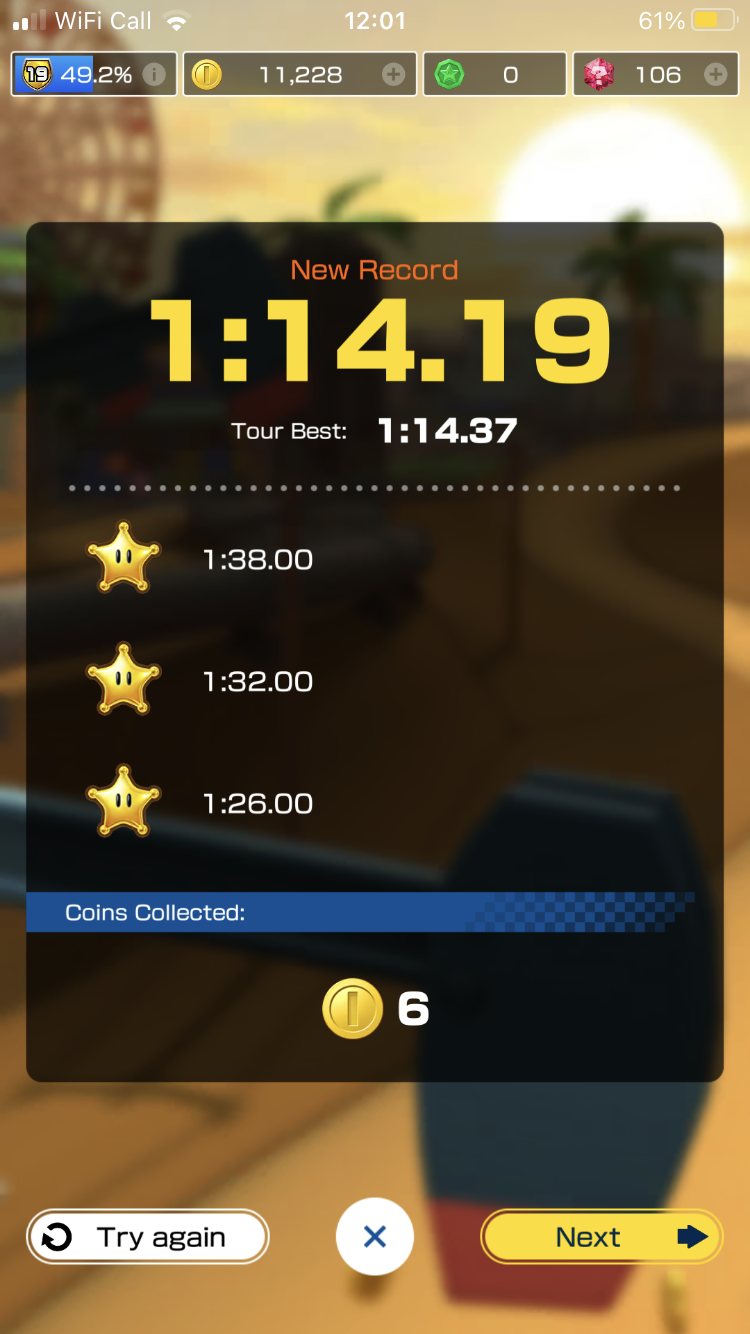 WiFi Call 12:01 61%
19 49.2% i 11,228 + 0 ? 106 +
New Record
1:14.19
Tour Best: 1:14.37
1:38.00
1:32.00
1:26.00
Coins Collected:
6
Try again × Next